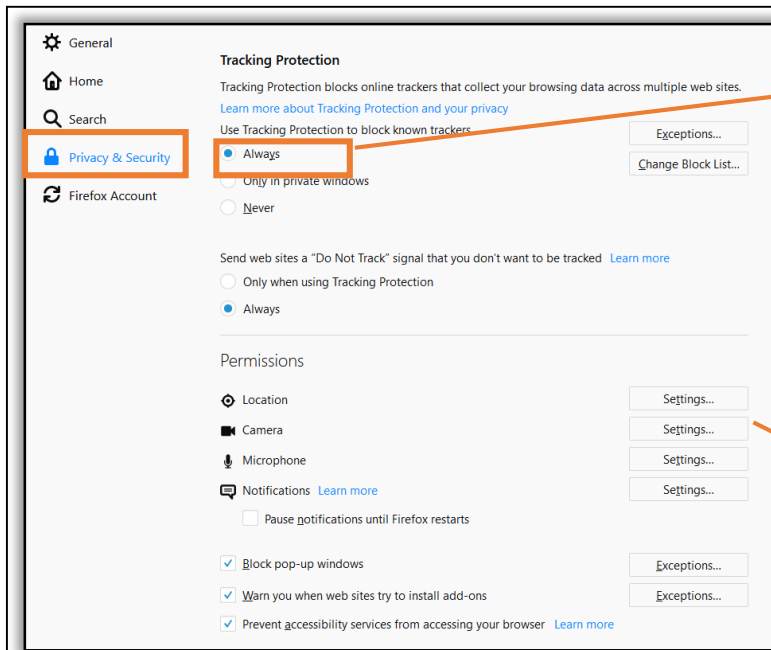 General
Home
Search
Privacy & Security
Firefox Account
Tracking Protection
Tracking Protection blocks online trackers that collect your browsing data across multiple web sites.
Learn more about Tracking Protection and your privacy
Use Tracking Protection to block known trackers
Exceptions...
Always
Change Block List...
Only in private windows
Never
Send web sites a “Do Not Track” signal that you don’t want to be tracked Learn more
Only when using Tracking Protection
Always
Permissions
Location Settings...
Camera Settings...
Microphone Settings...
Notifications Learn more Settings...
Pause notifications until Firefox restarts
Block pop-up windows Exceptions...
Warn you when web sites try to install add-ons Exceptions...
Prevent accessibility services from accessing your browser Learn more